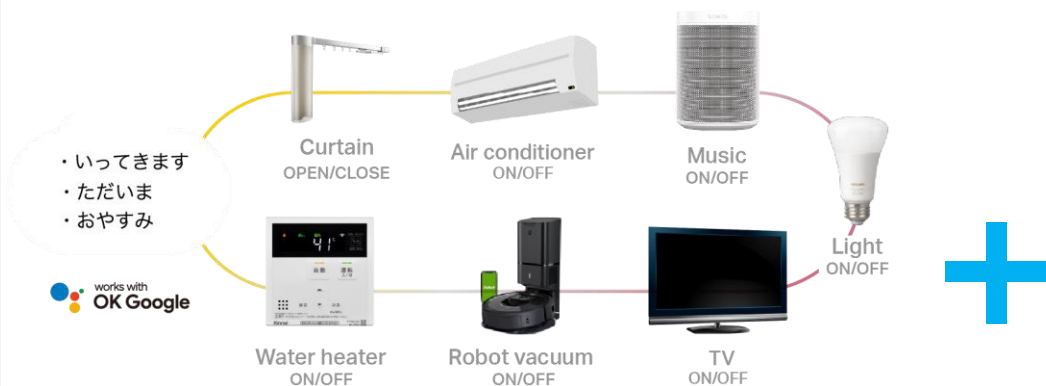 Curtain
OPEN/CLOSE
Air conditioner
ON/OFF
Music
ON/OFF
Light
ON/OFF
・いってきます
・ただいま
・おやすみ
works with
OK Google
41℃
Rinnai
Water heater
ON/OFF
Robot vacuum
ON/OFF
TV
ON/OFF